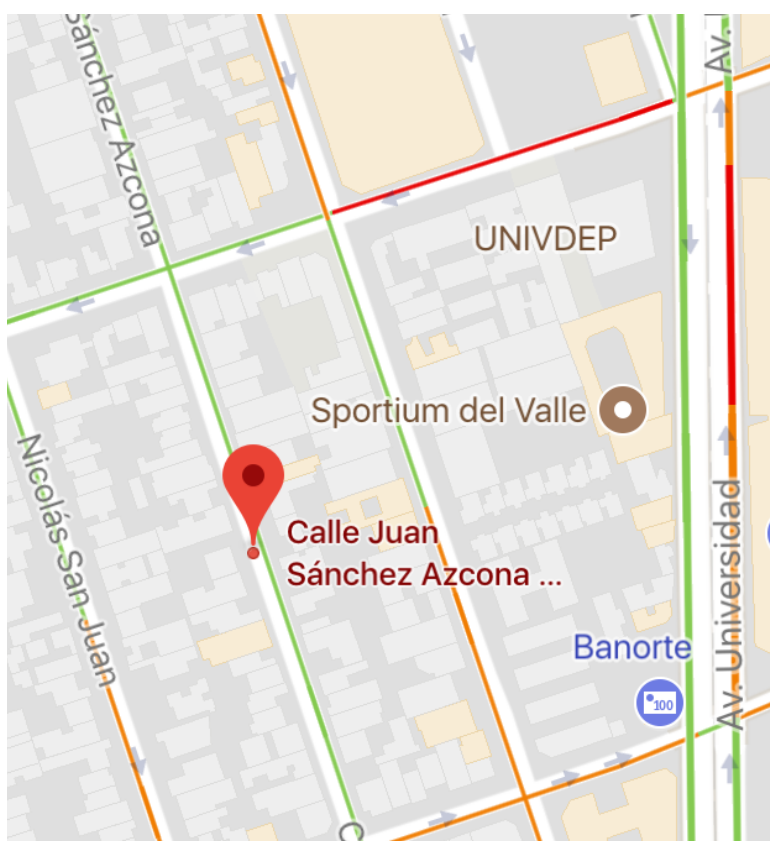 Sánchez Azcona
Av.
UNIVDEP
Sportium del Valle
Nicolás San Juan
Calle Juan
Sánchez Azcona ...
Av. Universidad
Banorte
100
C